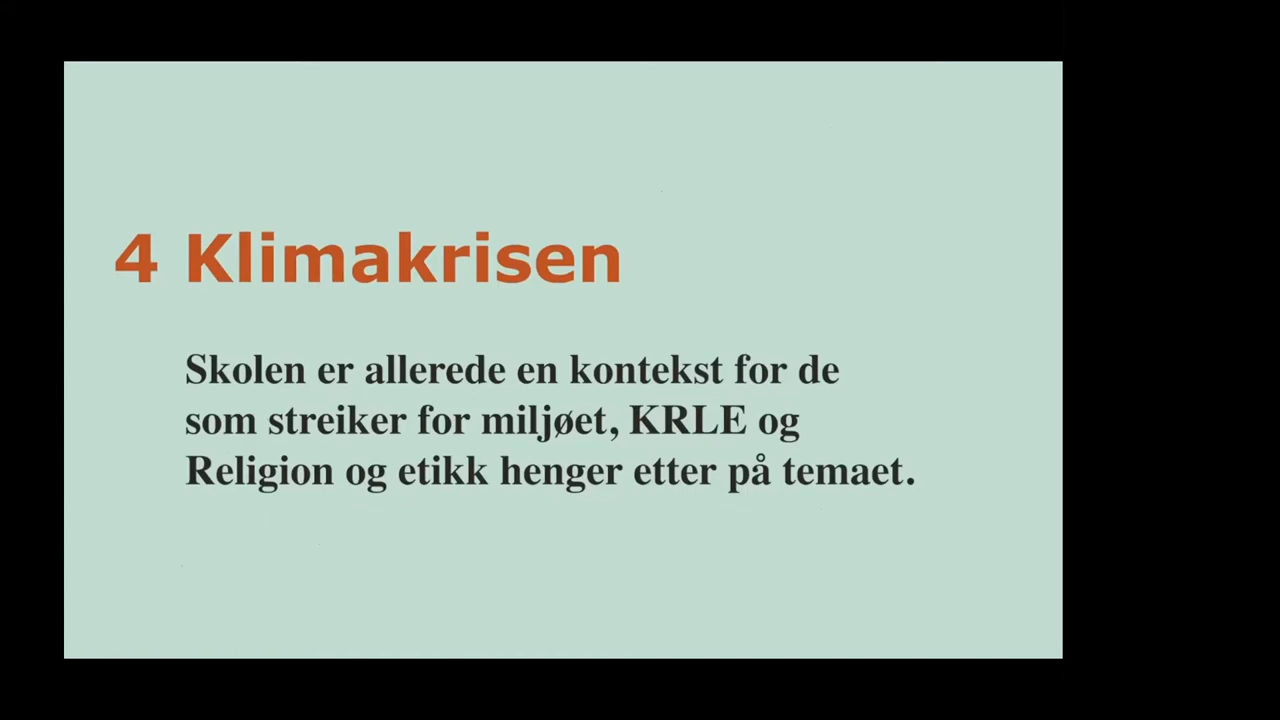 4 Klimakrisen
Skolen er allerede en kontekst for de
som streiker for miljøet, KRLE og
Religion og etikk henger etter på temaet.